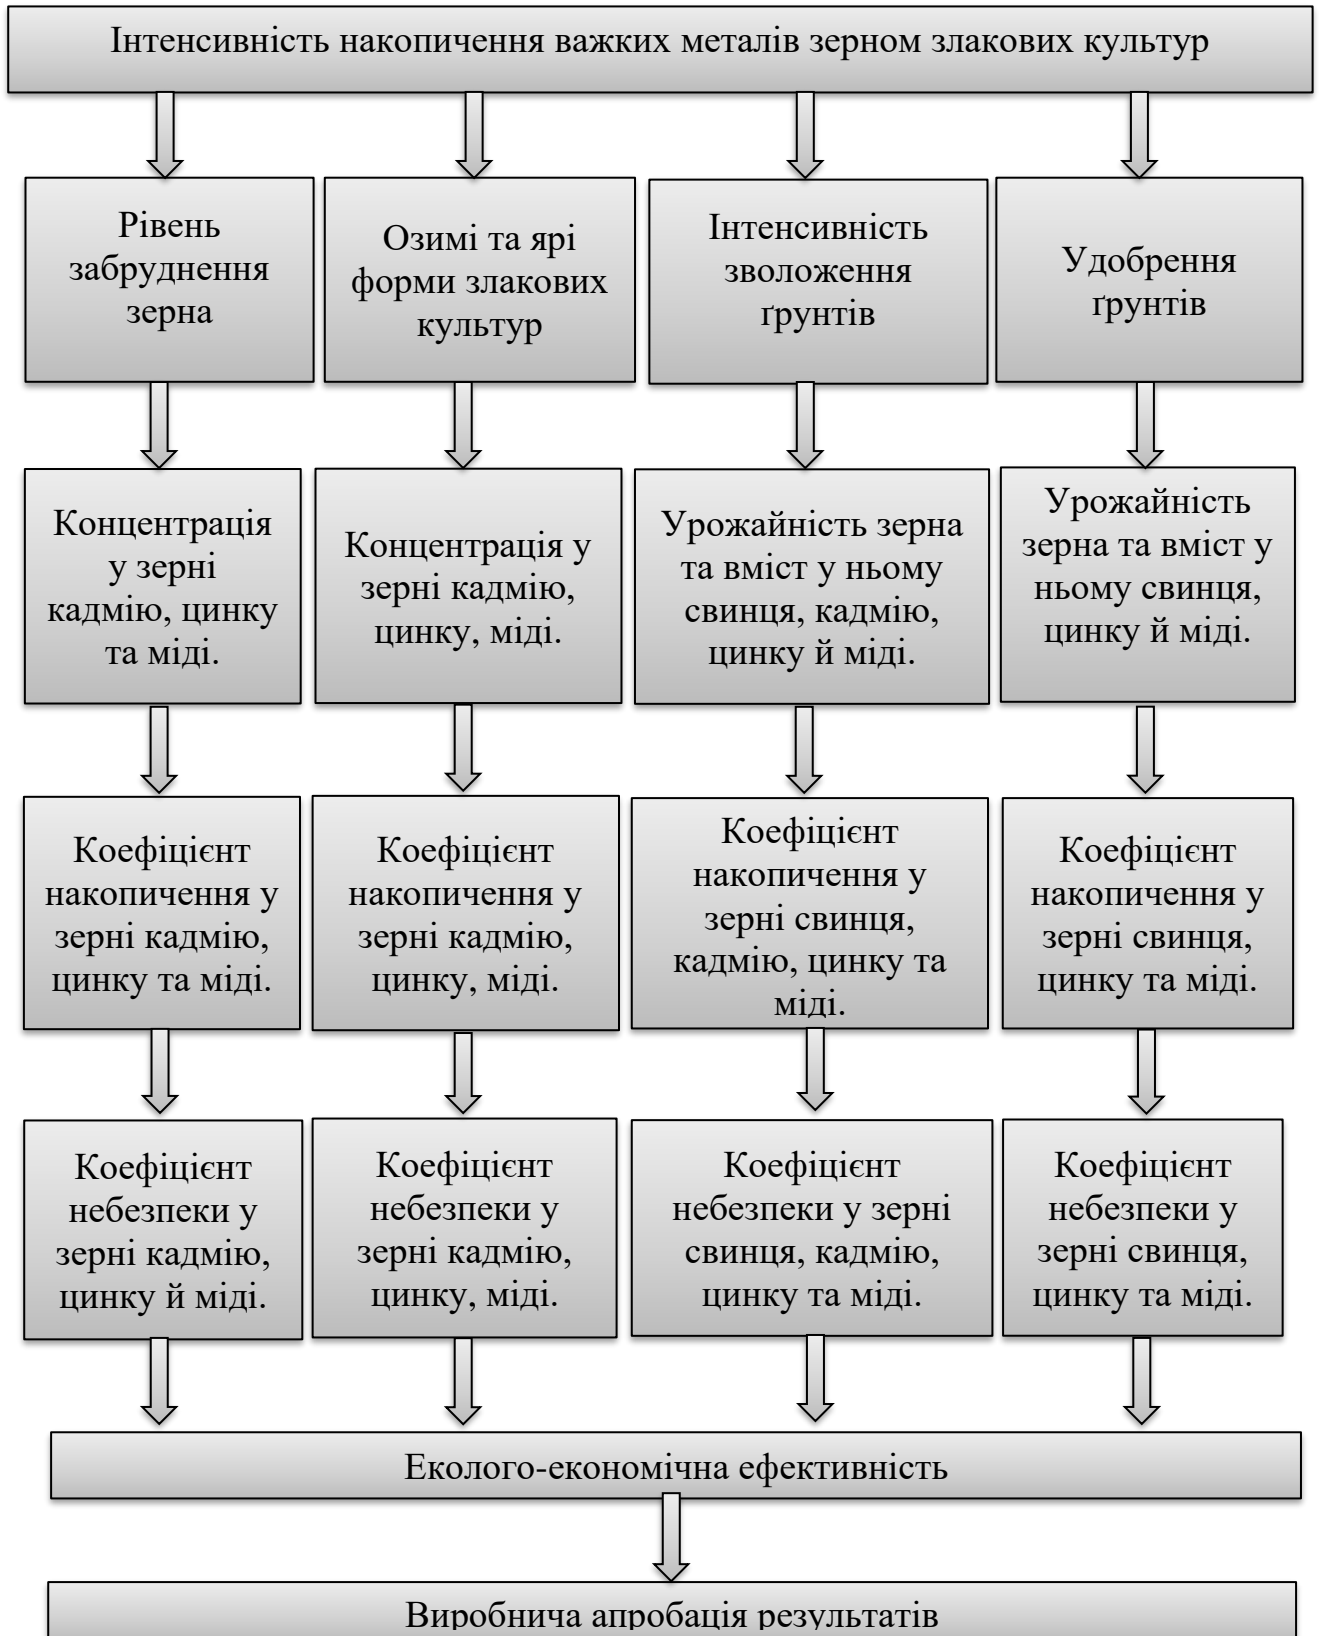 Інтенсивність накопичення важких металів зерном злакових культур
Рівень
забруднення
зерна
Озимі та ярі
форми злакових
культур
Інтенсивність
зволоження
ґрунтів
Удобрення
ґрунтів
Концентрація
у зерні
кадмію, цинку
та міді.
Концентрація у
зерні кадмію,
цинку, міді.
Урожайність зерна
та вміст у ньому
свинця, кадмію,
цинку й міді.
Урожайність
зерна та вміст у
ньому свинця,
цинку й міді.
Коефіцієнт
накопичення у
зерні кадмію,
цинку та міді.
Коефіцієнт
накопичення у
зерні кадмію,
цинку, міді.
Коефіцієнт
накопичення у
зерні свинця,
кадмію, цинку та
міді.
Коефіцієнт
накопичення у
зерні свинця,
цинку та міді.
Коефіцієнт
небезпеки у
зерні кадмію,
цинку й міді.
Коефіцієнт
небезпеки у
зерні кадмію,
цинку, міді.
Коефіцієнт
небезпеки у зерні
свинця, кадмію,
цинку та міді.
Коефіцієнт
небезпеки у
зерні свинця,
цинку та міді.
Еколого-економічна ефективність
Виробнича апробація результатів